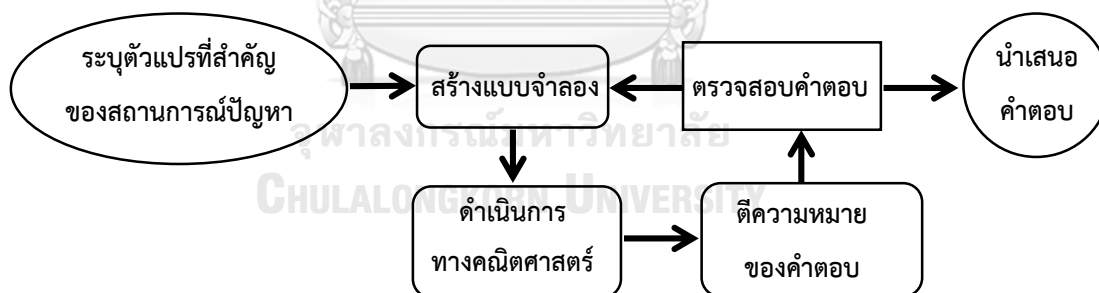 ระบุตัวแปรที่สำคัญ
ของสถานการณ์ปัญหา
สร้างแบบจำลอง
ตรวจสอบคำตอบ
นำเสนอ
คำตอบ
จุฬาลงกรณ์มหาวิทยาลัย
CHULALONGKORN UNIVERSITY
ดำเนินการ
ทางคณิตศาสตร์
ตีความหมาย
ของคำตอบ